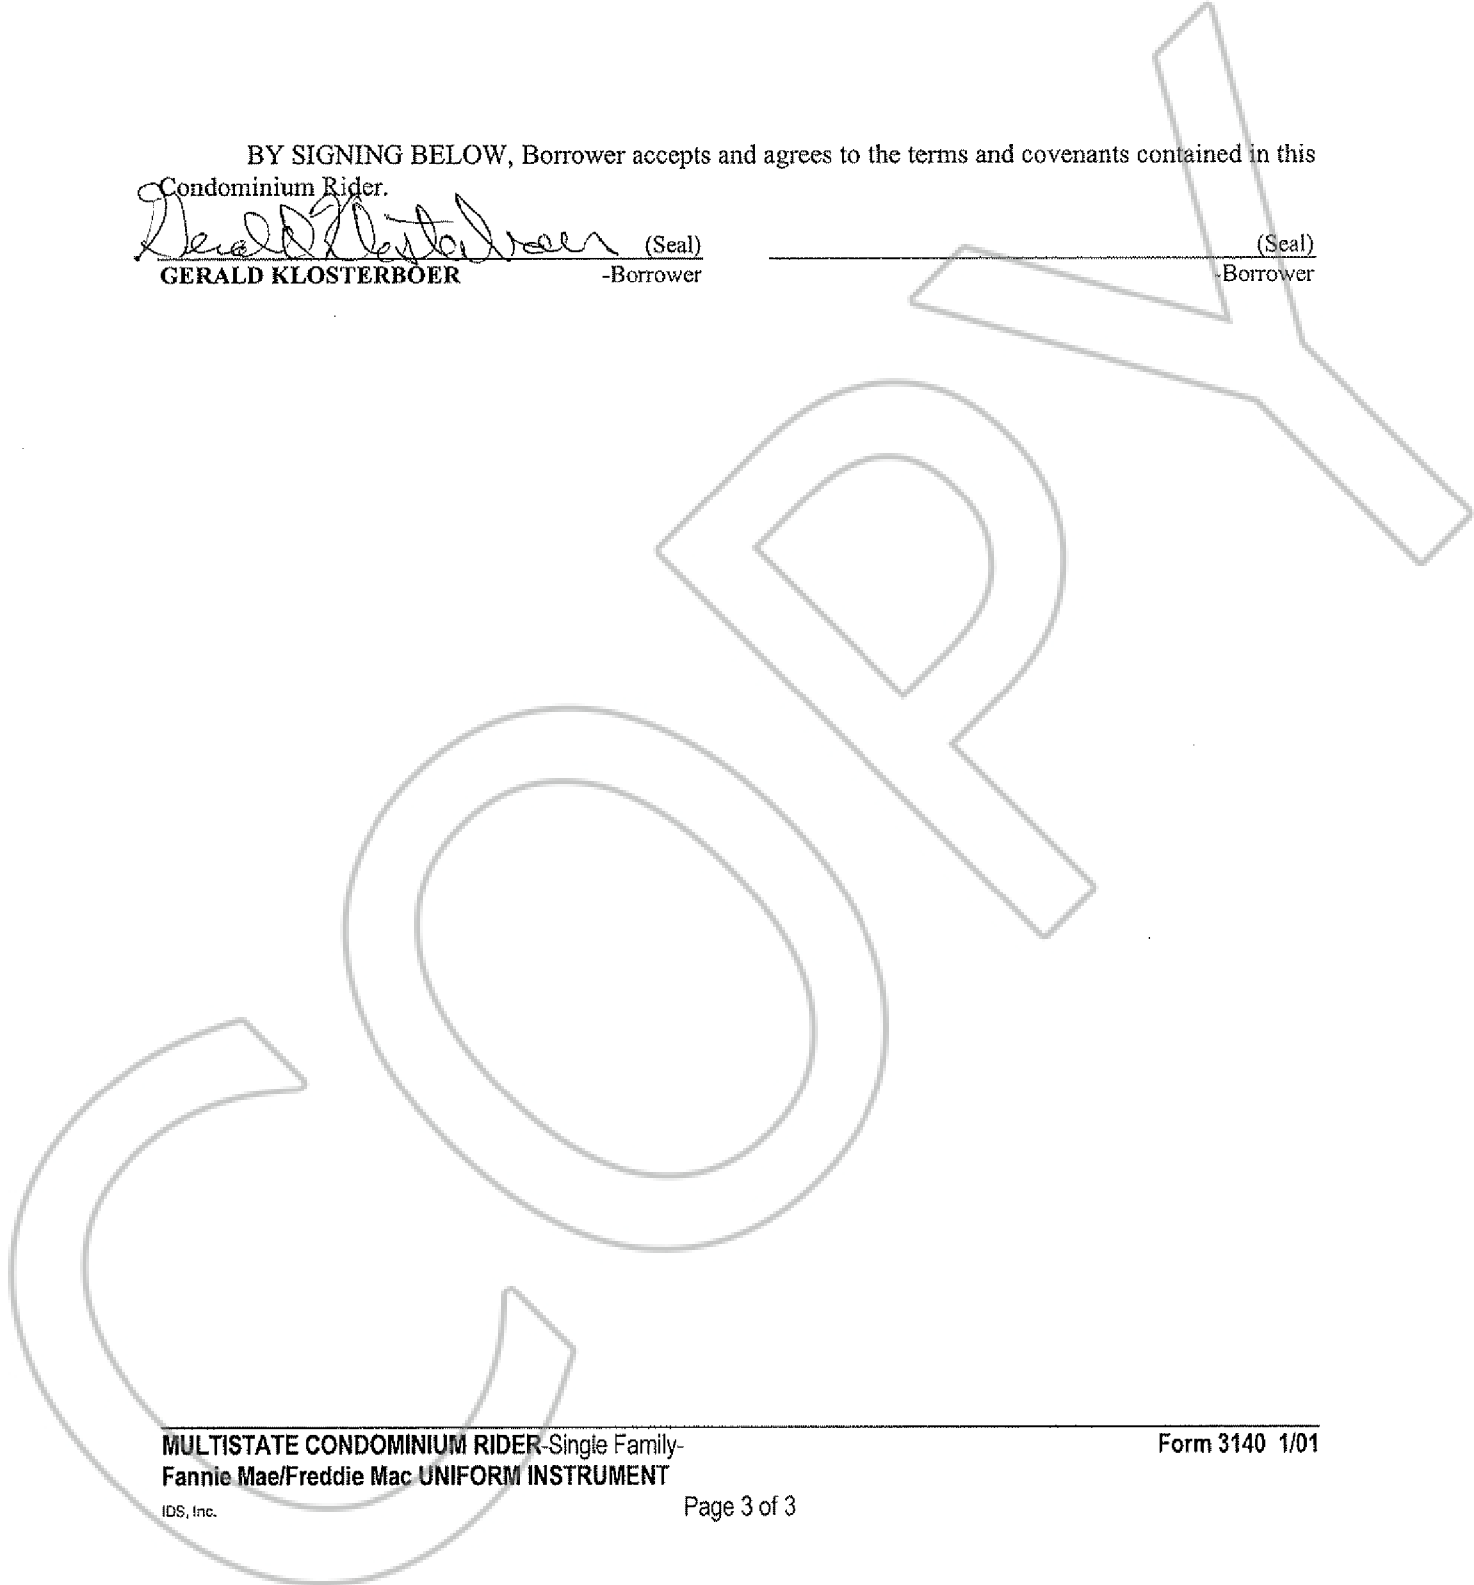 BY SIGNING BELOW, Borrower accepts and agrees to the terms and covenants contained in this
Condominium Rider.
Gerald Klosterboer (Seal) (Seal)
GERALD KLOSTERBOER -Borrower -Borrower
COPY
MULTISTATE CONDOMINIUM RIDER-Single Family- Form 3140 1/01
Fannie Mae/Freddie Mac UNIFORM INSTRUMENT
IDS, Inc. Page 3 of 3